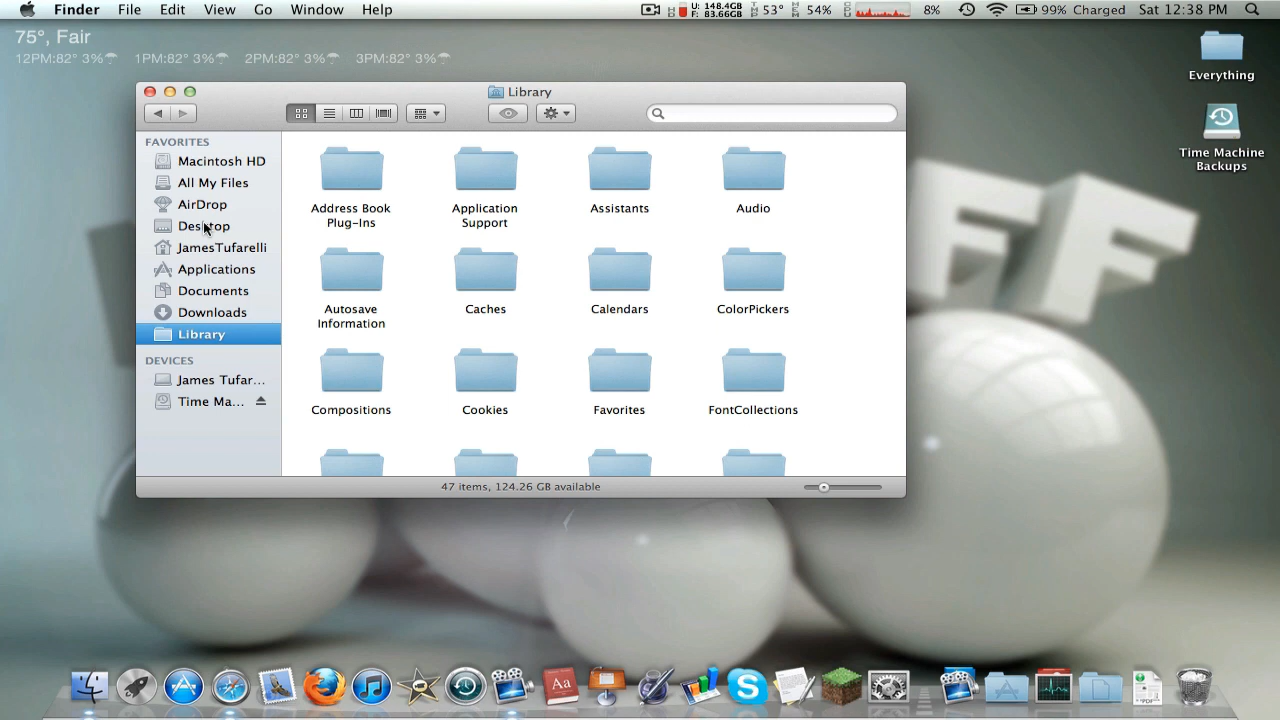 Finder File Edit View Go Window Help
U: 148.4GB
F: 83.66GB
53° 54% 8% 99% Charged Sat 12:38 PM
75°, Fair
12PM:82° 3% 1PM:82° 3% 2PM:82° 3% 3PM:82° 3%
Everything
Time Machine
Backups
Library
FAVORITES
Macintosh HD
All My Files
AirDrop
Desktop
JamesTufarelli
Applications
Documents
Downloads
Library
DEVICES
James Tufar...
Time Ma...
Address Book
Plug-Ins
Application
Support
Assistants
Audio
Autosave
Information
Caches
Calendars
ColorPickers
Compositions
Cookies
Favorites
FontCollections
47 items, 124.26 GB available
FF
Aa
PDF